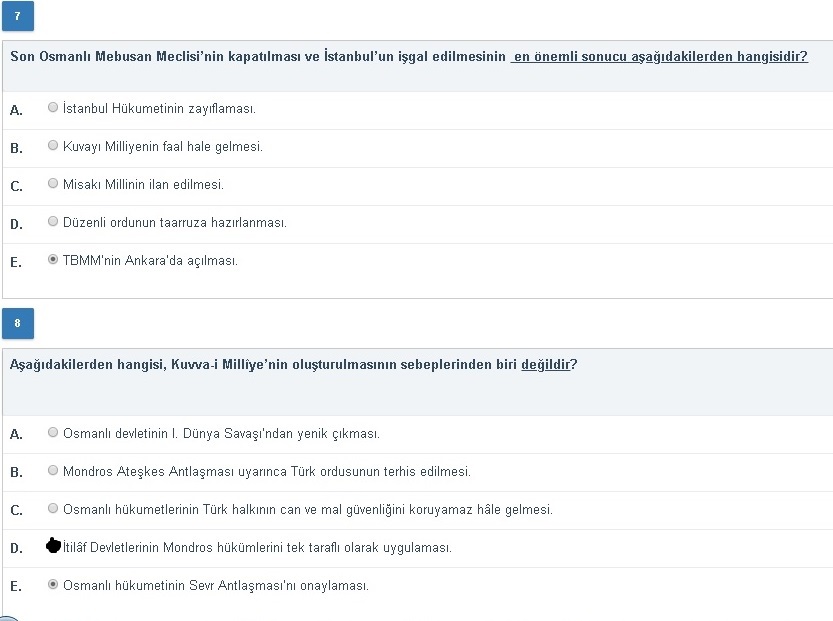 7
Son Osmanlı Mebusan Meclisi'nin kapatılması ve İstanbul'un işgal edilmesinin en önemli sonucu aşağıdakilerden hangisidir?
A. İstanbul Hükumetinin zayıflaması.
B. Kuvayı Milliyenin faal hale gelmesi.
C. Misakı Millinin ilan edilmesi.
D. Düzenli ordunun taarruza hazırlanması.
E. TBMM'nin Ankara'da açılması.
8
Aşağıdakilerden hangisi, Kuvva-i Millîye'nin oluşturulmasının sebeplerinden biri değildir?
A. Osmanlı devletinin I. Dünya Savaşı'ndan yenik çıkması.
B. Mondros Ateşkes Antlaşması uyarınca Türk ordusunun terhis edilmesi.
C. Osmanlı hükumetlerinin Türk halkının can ve mal güvenliğini koruyamaz hâle gelmesi.
D. İtilâf Devletlerinin Mondros hükümlerini tek taraflı olarak uygulaması.
E. Osmanlı hükumetinin Sevr Antlaşması'nı onaylaması.